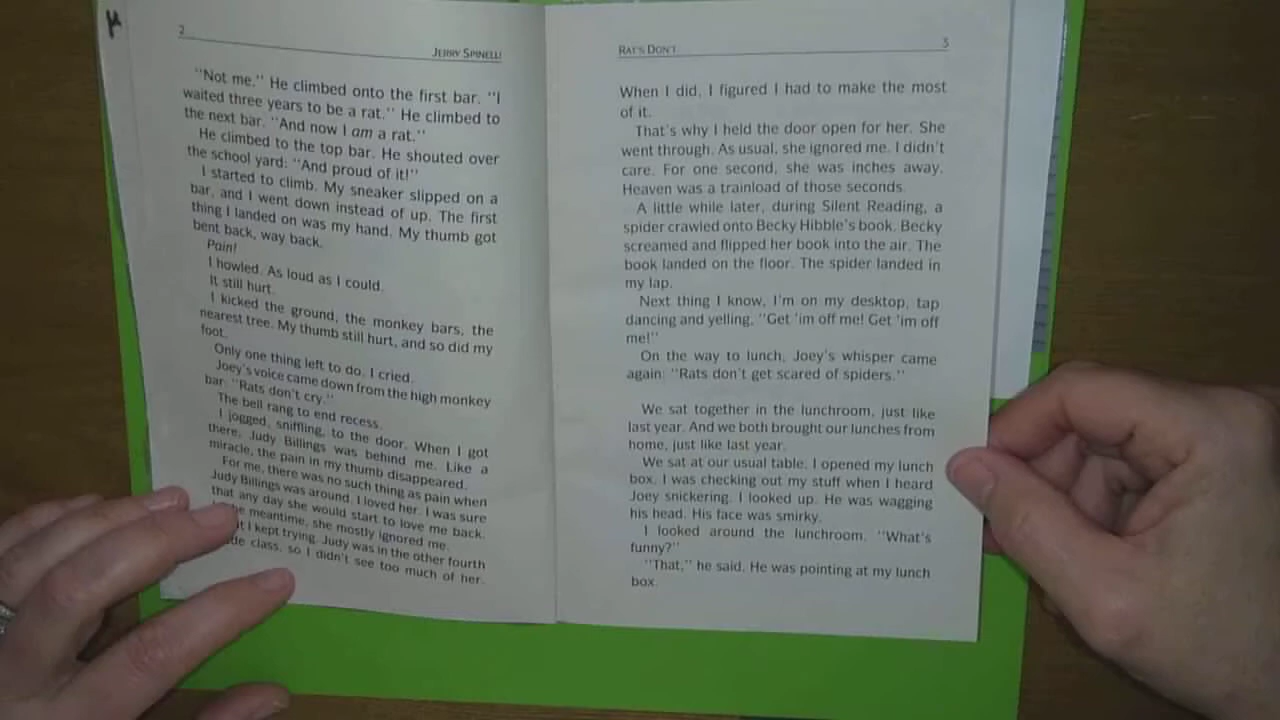 2
JERRY SPINELLI
"Not me." He climbed onto the first bar. "I
waited three years to be a rat." He climbed to
the next bar. "And now I am a rat."
He climbed to the top bar. He shouted over
the school yard: "And proud of it!"
I started to climb. My sneaker slipped on a
bar, and I went down instead of up. The first
thing I landed on was my hand. My thumb got
bent back, way back.
Pain!
I howled. As loud as I could.
It still hurt.
I kicked the ground, the monkey bars, the
nearest tree. My thumb still hurt, and so did my
foot.
Only one thing left to do. I cried.
Joey's voice came down from the high monkey
bar: "Rats don't cry."
The bell rang to end recess.
I jogged, sniffling, to the door. When I got
there, Judy Billings was behind me. Like a
miracle, the pain in my thumb disappeared.
For me, there was no such thing as pain when
Judy Billings was around. I loved her. I was sure
that any day she would start to love me back.
meantime, she mostly ignored me.
I kept trying. Judy was in the other fourth
class, so I didn't see too much of her.
RATS DON'T
3
When I did, I figured I had to make the most
of it.
That's why I held the door open for her. She
went through. As usual, she ignored me. I didn't
care. For one second, she was inches away.
Heaven was a trainload of those seconds.
A little while later, during Silent Reading, a
spider crawled onto Becky Hibble's book. Becky
screamed and flipped her book into the air. The
book landed on the floor. The spider landed in
my lap.
Next thing I know, I'm on my desktop, tap
dancing and yelling, "Get 'im off me! Get 'im off
me!"
On the way to lunch, Joey's whisper came
again: "Rats don't get scared of spiders."
We sat together in the lunchroom, just like
last year. And we both brought our lunches from
home, just like last year.
We sat at our usual table. I opened my lunch
box. I was checking out my stuff when I heard
Joey snickering. I looked up. He was wagging
his head. His face was smirky.
I looked around the lunchroom. "What's
funny?"
"That," he said. He was pointing at my lunch
box.